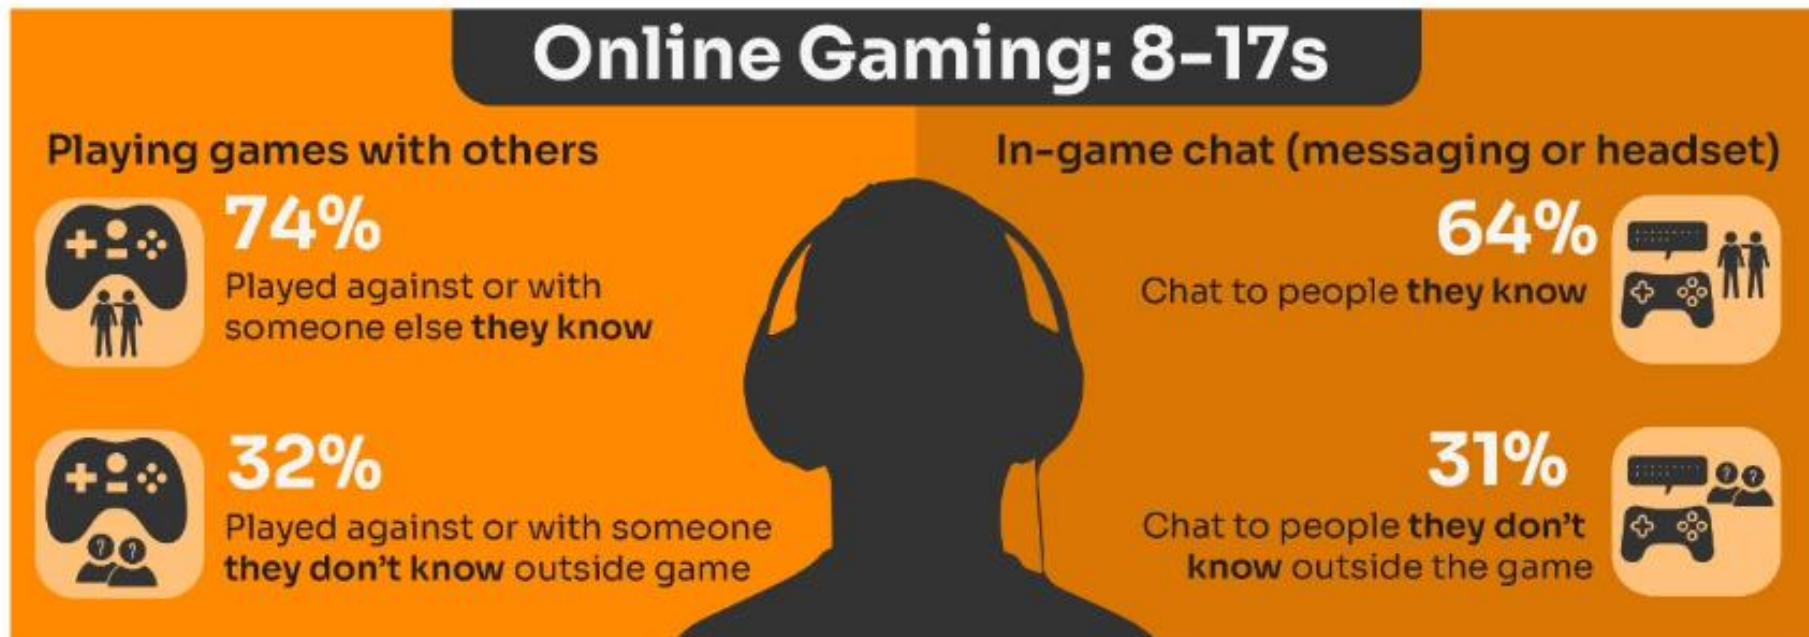 Online Gaming: 8-17s
Playing games with others
74%
Played against or with
someone else they know
32%
Played against or with someone
they don't know outside game
In-game chat (messaging or headset)
64%
Chat to people they know
31%
Chat to people they don't
know outside the game